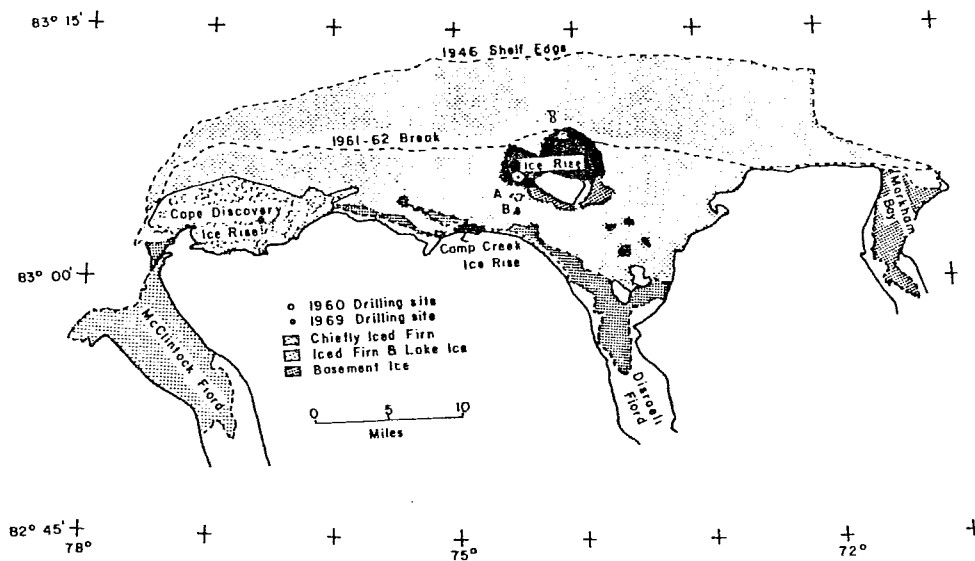 83° 15'
1946 Shelf Edge
1961-62 Break
Ice Rise
A
B
Cape Discovery
Ice Rise
Camp Creek
Ice Rise
Markham
Bay
83° 00'
1960 Drilling site
1969 Drilling site
Chiefly Iced Firn
Iced Firn & Lake Ice
Basement Ice
0 5 10
Miles
McClintock Fiord
Disraeli
Fiord
82° 45'
78° 75° 72°